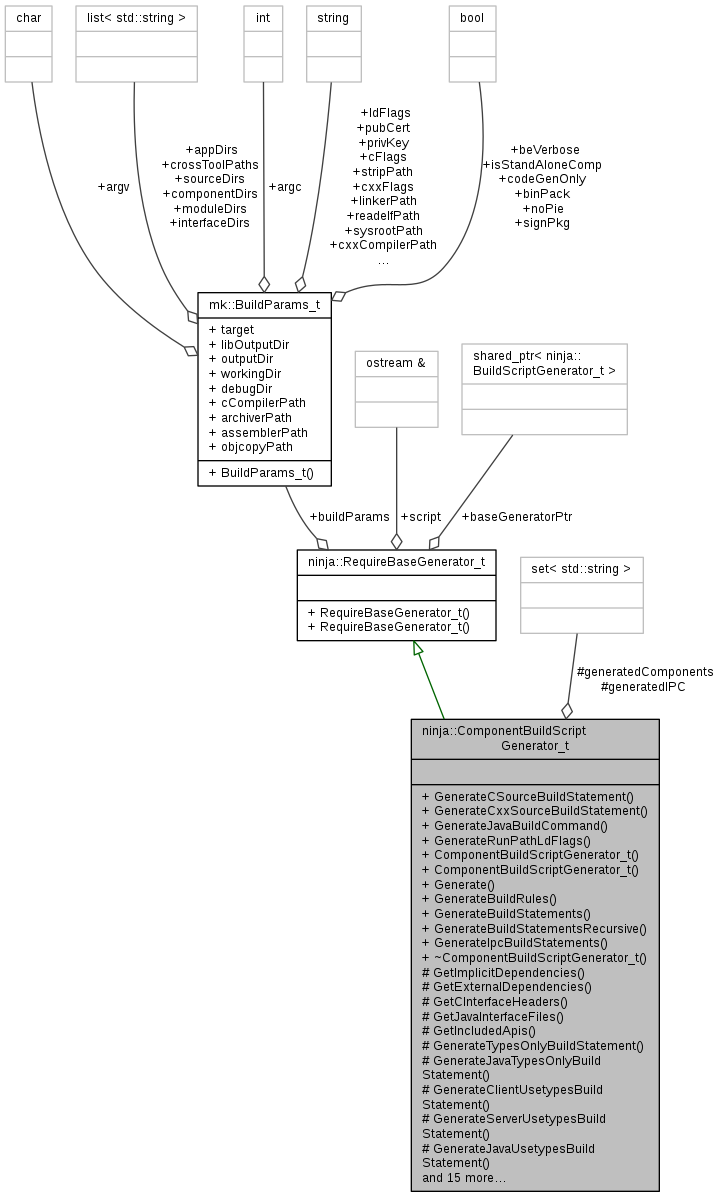 char
list< std::string >
int
string
bool
+argv
+appDirs
+crossToolPaths
+sourceDirs
+componentDirs
+moduleDirs
+interfaceDirs
+argc
+ldFlags
+pubCert
+privKey
+cFlags
+stripPath
+cxxFlags
+linkerPath
+readelfPath
+sysrootPath
+cxxCompilerPath
...
+beVerbose
+isStandAloneComp
+codeGenOnly
+binPack
+noPie
+signPkg
mk::BuildParams_t
+ target
+ libOutputDir
+ outputDir
+ workingDir
+ debugDir
+ cCompilerPath
+ archiverPath
+ assemblerPath
+ objcopyPath
+ BuildParams_t()
ostream &
shared_ptr< ninja::
BuildScriptGenerator_t >
+buildParams
+script
+baseGeneratorPtr
ninja::RequireBaseGenerator_t
+ RequireBaseGenerator_t()
+ RequireBaseGenerator_t()
set< std::string >
#generatedComponents
#generatedIPC
ninja::ComponentBuildScript
Generator_t
+ GenerateCSourceBuildStatement()
+ GenerateCxxSourceBuildStatement()
+ GenerateJavaBuildCommand()
+ GenerateRunPathLdFlags()
+ ComponentBuildScriptGenerator_t()
+ ComponentBuildScriptGenerator_t()
+ Generate()
+ GenerateBuildRules()
+ GenerateBuildStatements()
+ GenerateBuildStatementsRecursive()
+ GenerateIpcBuildStatements()
+ ~ComponentBuildScriptGenerator_t()
# GetImplicitDependencies()
# GetExternalDependencies()
# GetCInterfaceHeaders()
# GetJavaInterfaceFiles()
# GetIncludedApis()
# GenerateTypesOnlyBuildStatement()
# GenerateJavaTypesOnlyBuild
Statement()
# GenerateClientUsetypesBuild
Statement()
# GenerateServerUsetypesBuild
Statement()
# GenerateJavaUsetypesBuild
Statement()
and 15 more...